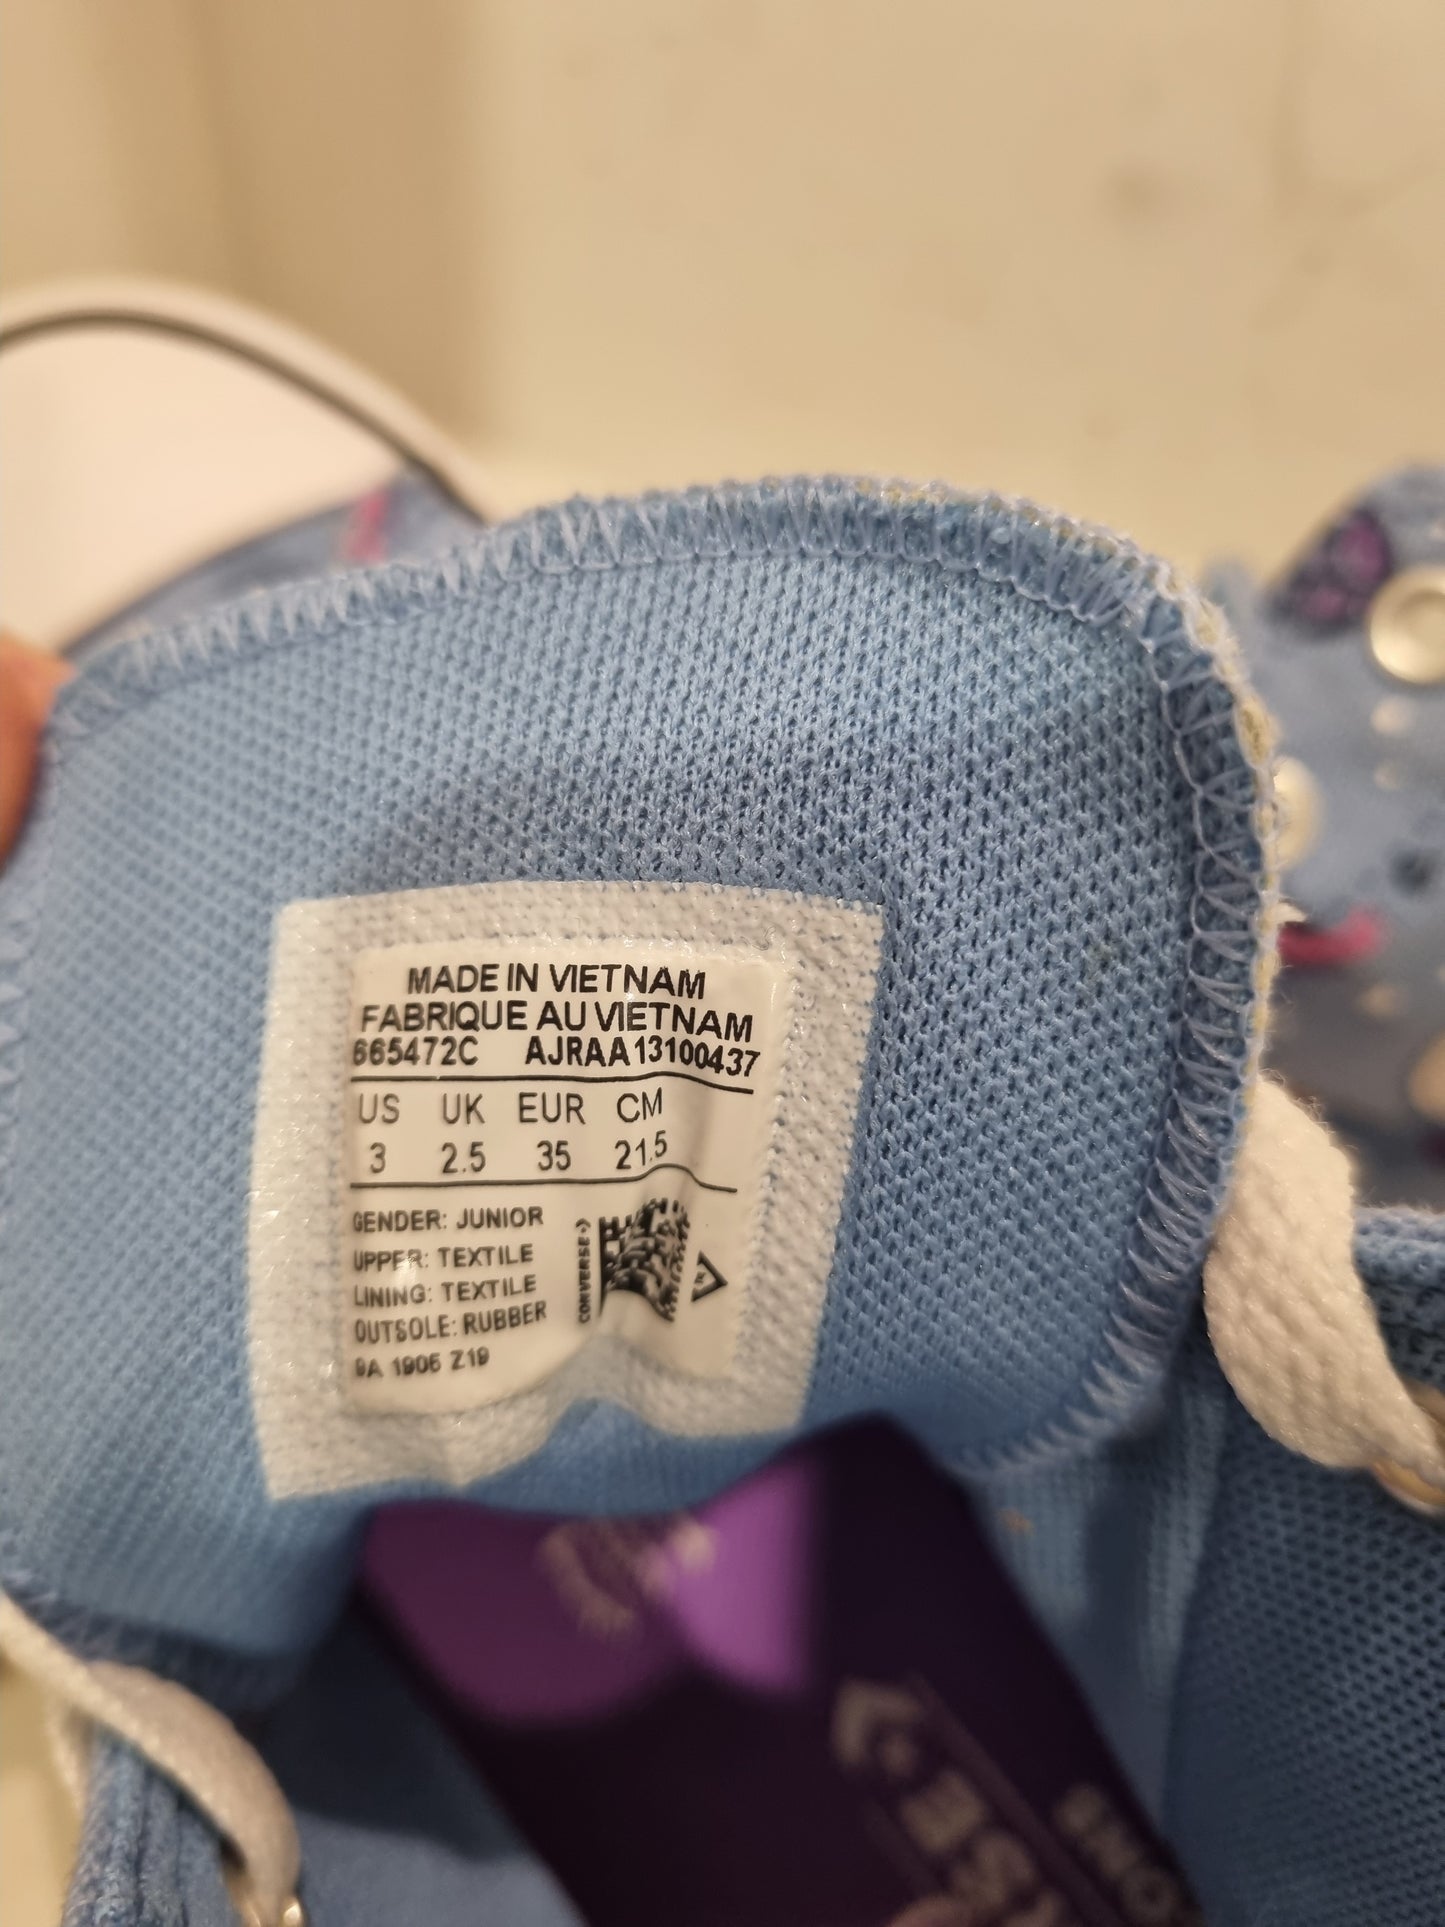 MADE IN VIETNAM
FABRIQUE AU VIETNAM
665472C AJRAA13100437
US UK EUR CM
3 2.5 35 21.5
GENDER: JUNIOR
UPPER: TEXTILE
LINING: TEXTILE
OUTSOLE: RUBBER
9A 1906 Z19
CONVERSE